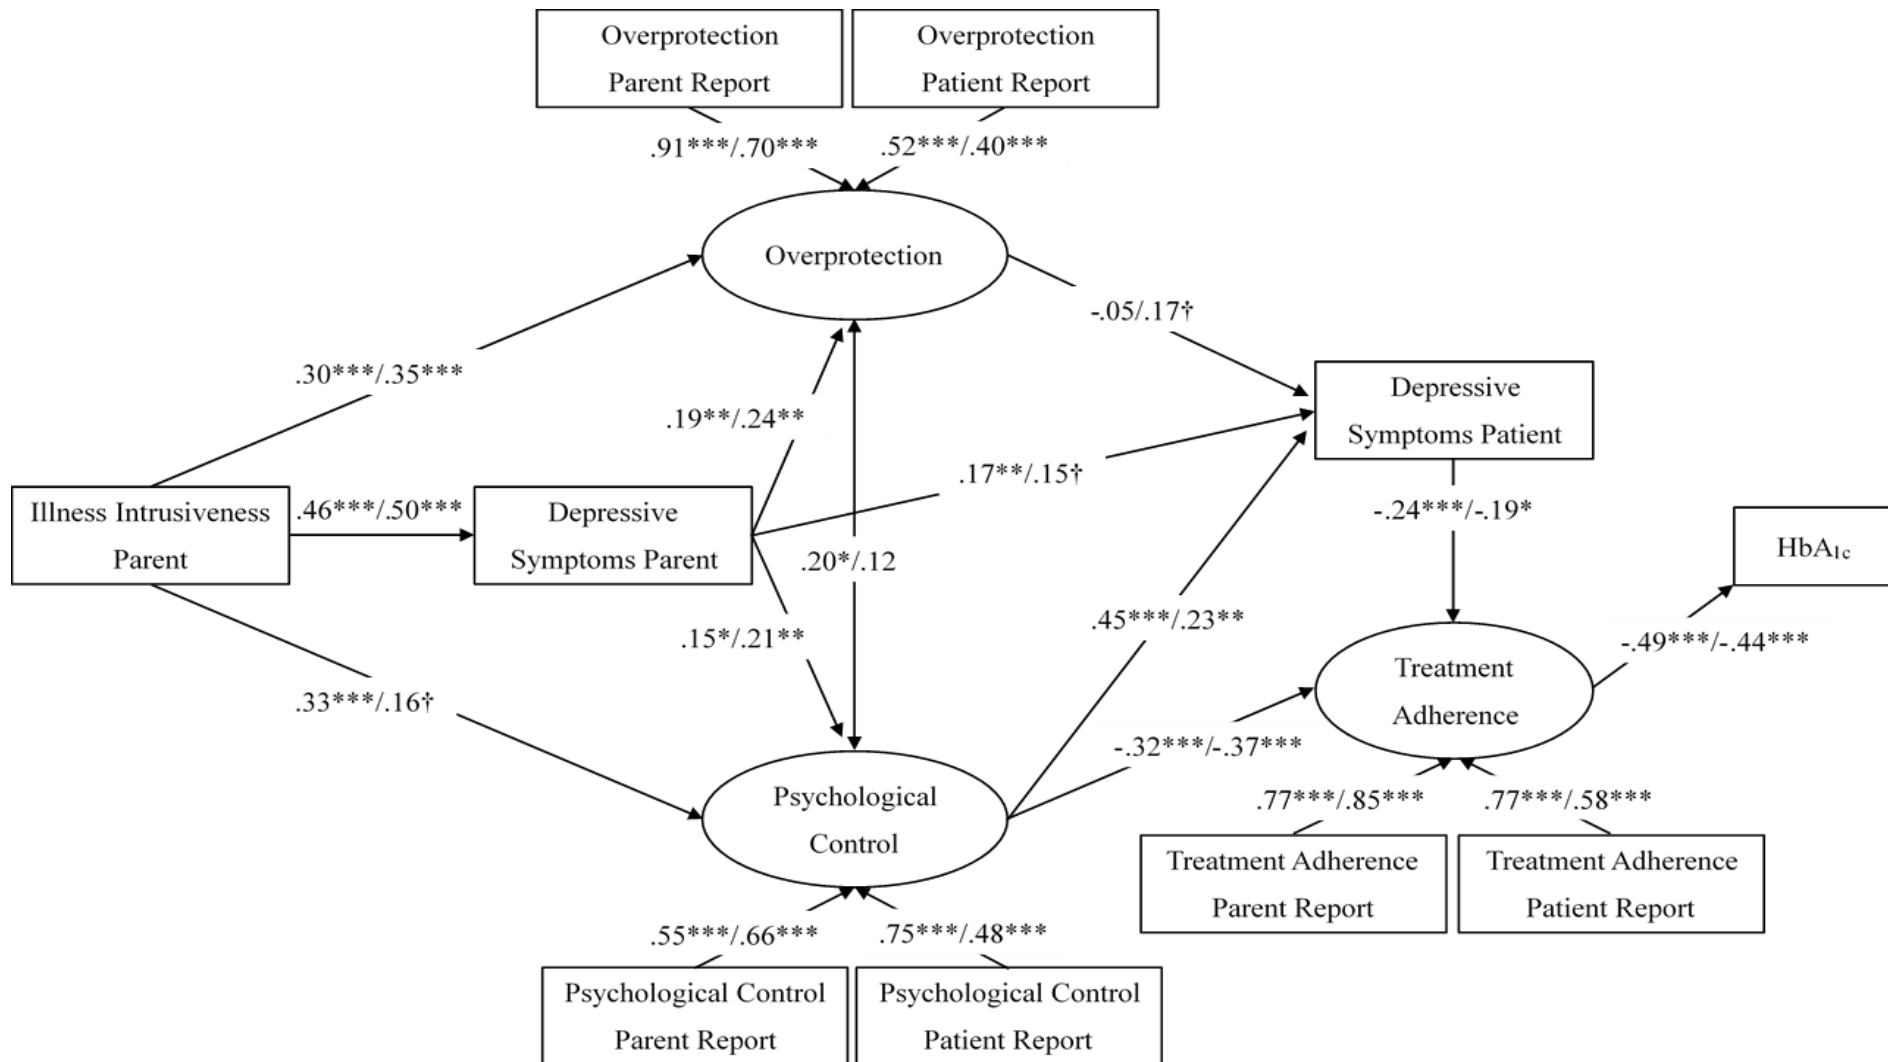 Overprotection
Parent Report
Overprotection
Patient Report
.91***/.70***
.52***/.40***
Overprotection
-.05/.17†
.30***/.35***
.19**/.24**
Depressive
Symptoms Patient
.17**/.15†
Illness Intrusiveness
Parent
.46***/.50***
Depressive
Symptoms Parent
-.24***/-.19*
HbA1c
.20*/.12
.15*/.21**
.45***/.23**
-.49***/-.44***
Treatment
Adherence
.33***/.16†
-.32***/-.37***
Psychological
Control
.77***/.85***
.77***/.58***
Treatment Adherence
Parent Report
Treatment Adherence
Patient Report
.55***/.66***
.75***/.48***
Psychological Control
Parent Report
Psychological Control
Patient Report